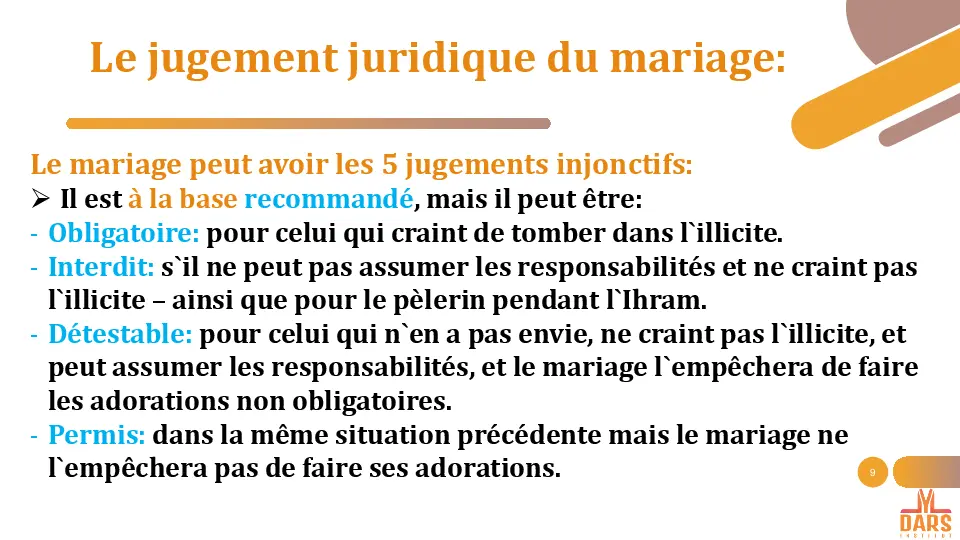 Le jugement juridique du mariage:
Le mariage peut avoir les 5 jugements injonctifs:
➢ Il est à la base recommandé, mais il peut être:
- Obligatoire: pour celui qui craint de tomber dans l`illicite.
- Interdit: s`il ne peut pas assumer les responsabilités et ne craint pas
l`illicite – ainsi que pour le pèlerin pendant l`Ihram.
- Détestable: pour celui qui n`en a pas envie, ne craint pas l`illicite, et
peut assumer les responsabilités, et le mariage l`empêchera de faire
les adorations non obligatoires.
- Permis: dans la même situation précédente mais le mariage ne
l`empêchera pas de faire ses adorations.
9
DARS
INSTITUT